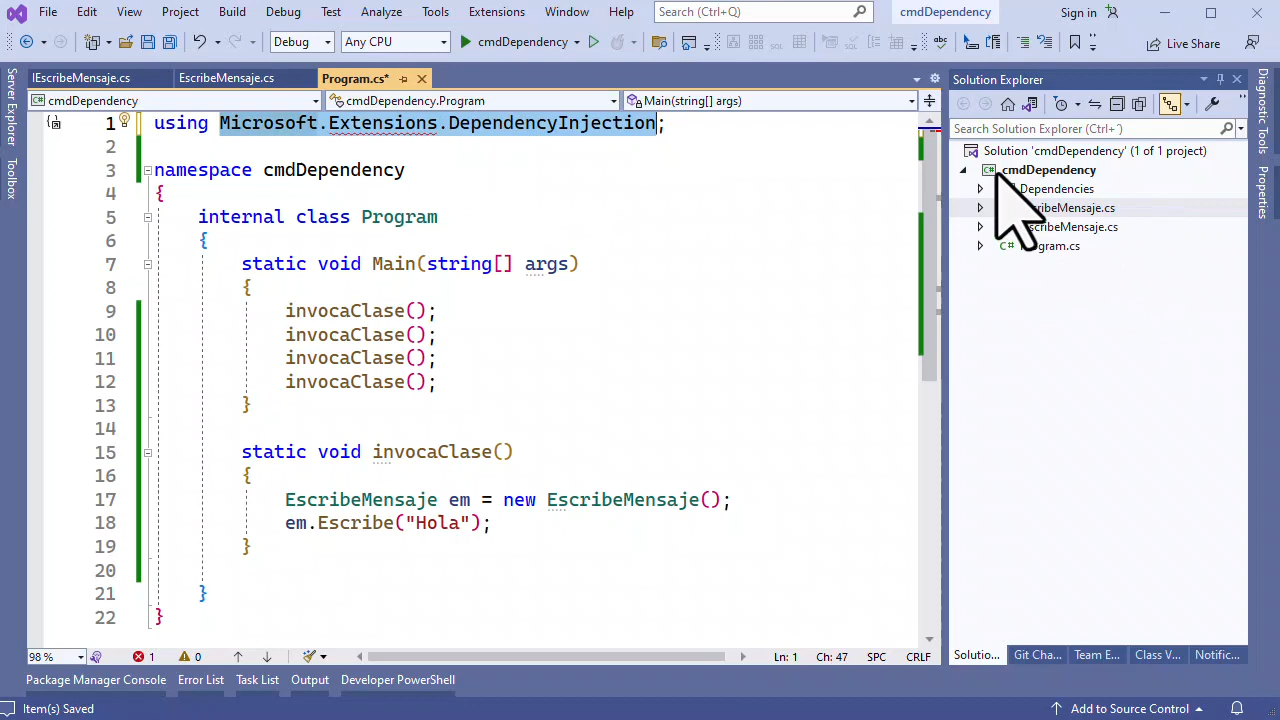 File Edit View Project Build Debug Test Analyze Tools Extensions Window Help Search (Ctrl+Q) cmdDependency Sign in
Debug Any CPU cmdDependency Live Share
IEscribeMensaje.cs EscribeMensaje.cs Program.cs*
cmdDependency cmdDependency.Program Main(string[] args)
1 using Microsoft.Extensions.DependencyInjection;
2
3 namespace cmdDependency
4 {
5 internal class Program
6 {
7 static void Main(string[] args)
8 {
9 invocaClase();
10 invocaClase();
11 invocaClase();
12 invocaClase();
13 }
14
15 static void invocaClase()
16 {
17 EscribeMensaje em = new EscribeMensaje();
18 em.Escribe("Hola");
19 }
20
21 }
22 }
98 % 1 0 Ln: 1 Ch: 47 SPC CRLF
Package Manager Console Error List Task List Output Developer PowerShell
Item(s) Saved Add to Source Control
Server Explorer
Toolbox
Solution Explorer
Search Solution Explorer (Ctrl+´)
Solution 'cmdDependency' (1 of 1 project)
cmdDependency
Dependencies
cribeMensaje.cs
scribeMensaje.cs
C# ogram.cs
Solutio... Git Cha... Team E... Class V... Notific...
Diagnostic Tools
Properties